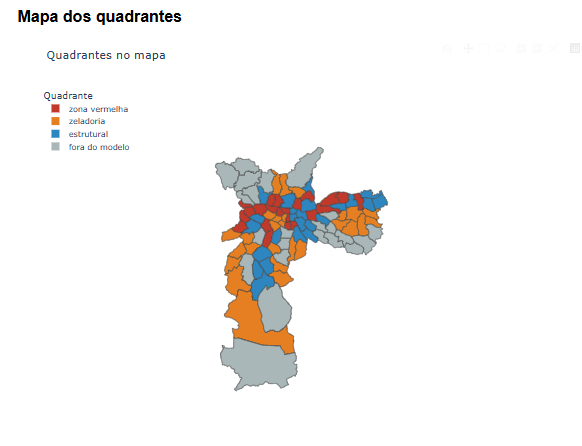 Mapa dos quadrantes
Quadrantes no mapa
Quadrante
zona vermelha
zeladoria
estrutural
fora do modelo